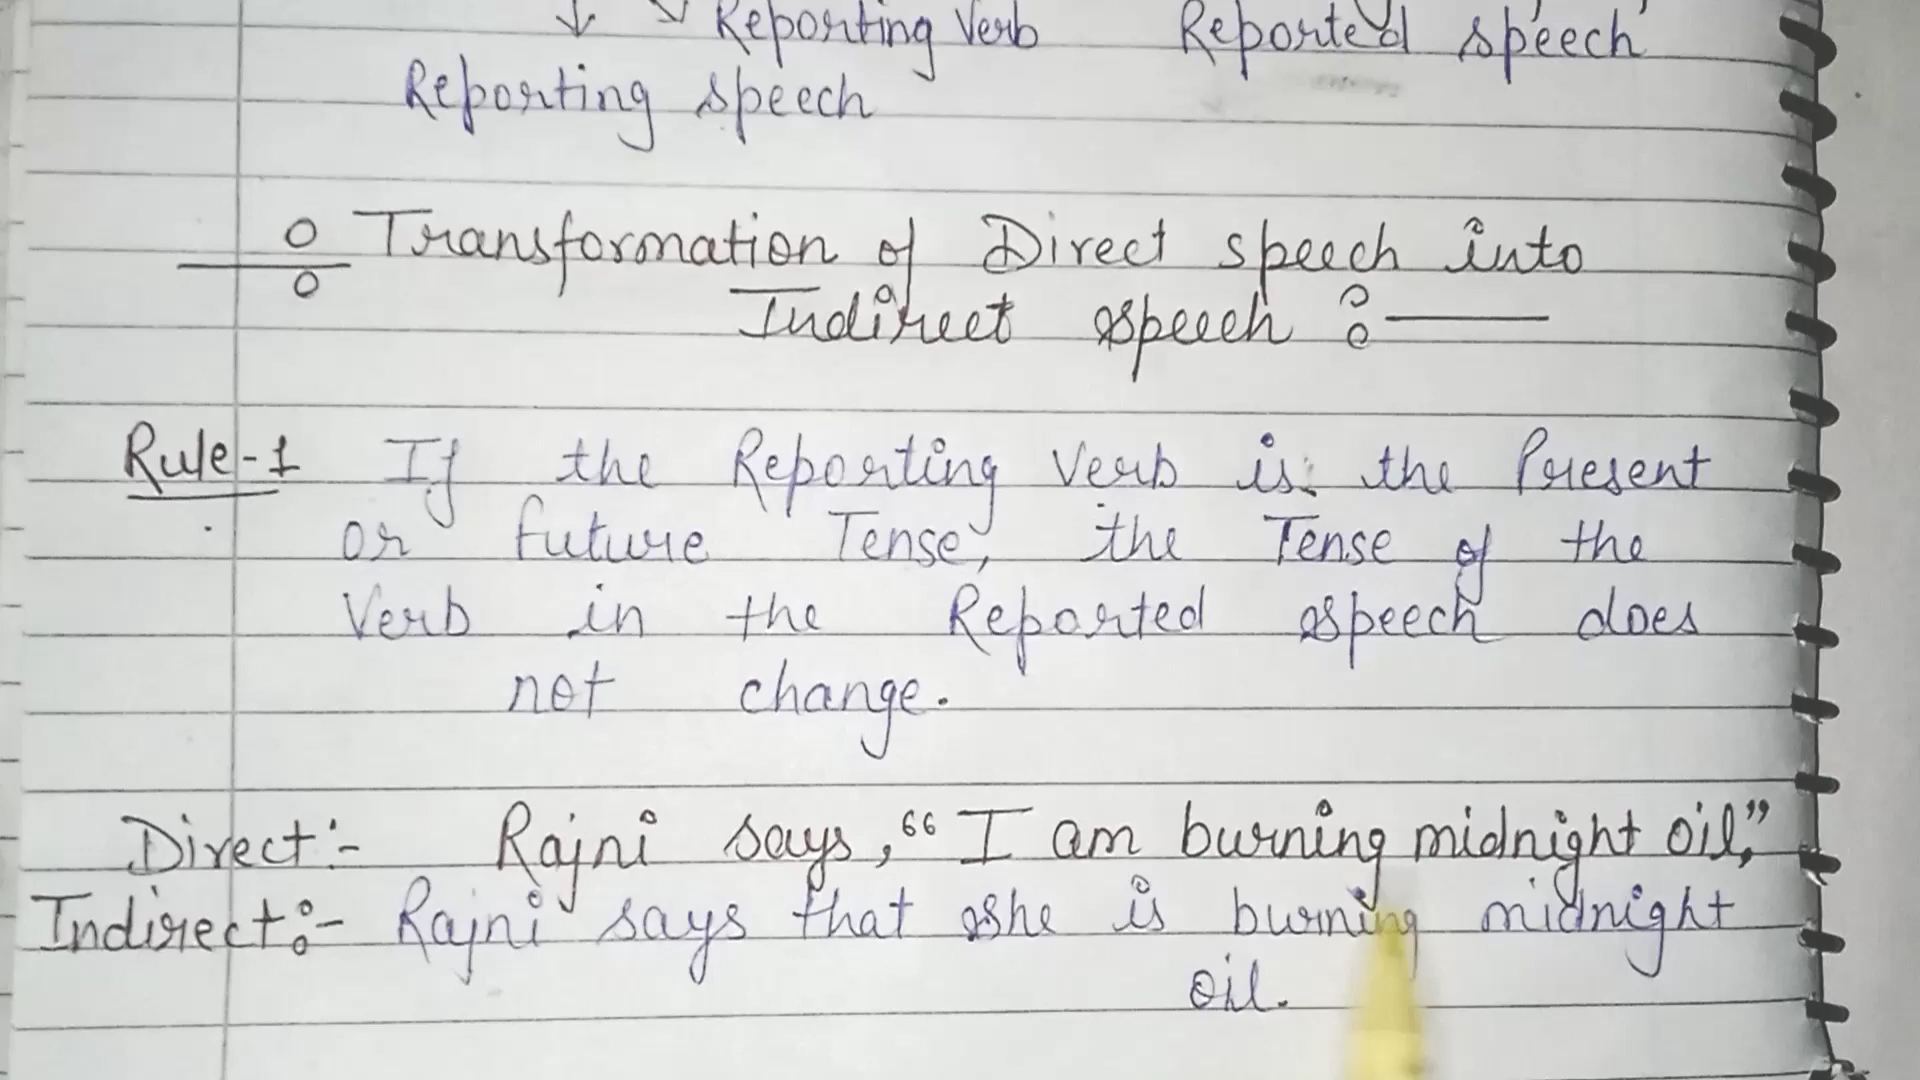 ↓ ↘ Reporting Verb Reported speech
Reporting speech
Transformation of Direct speech into
Indirect speech :—
Rule-1 If the Reporting Verb is the Present
or future Tense, the Tense of the
Verb in the Reported speech does
not change.
Direct:- Rajni says, “I am burning midnight oil,”
Indirect:- Rajni says that she is burning midnight
oil.